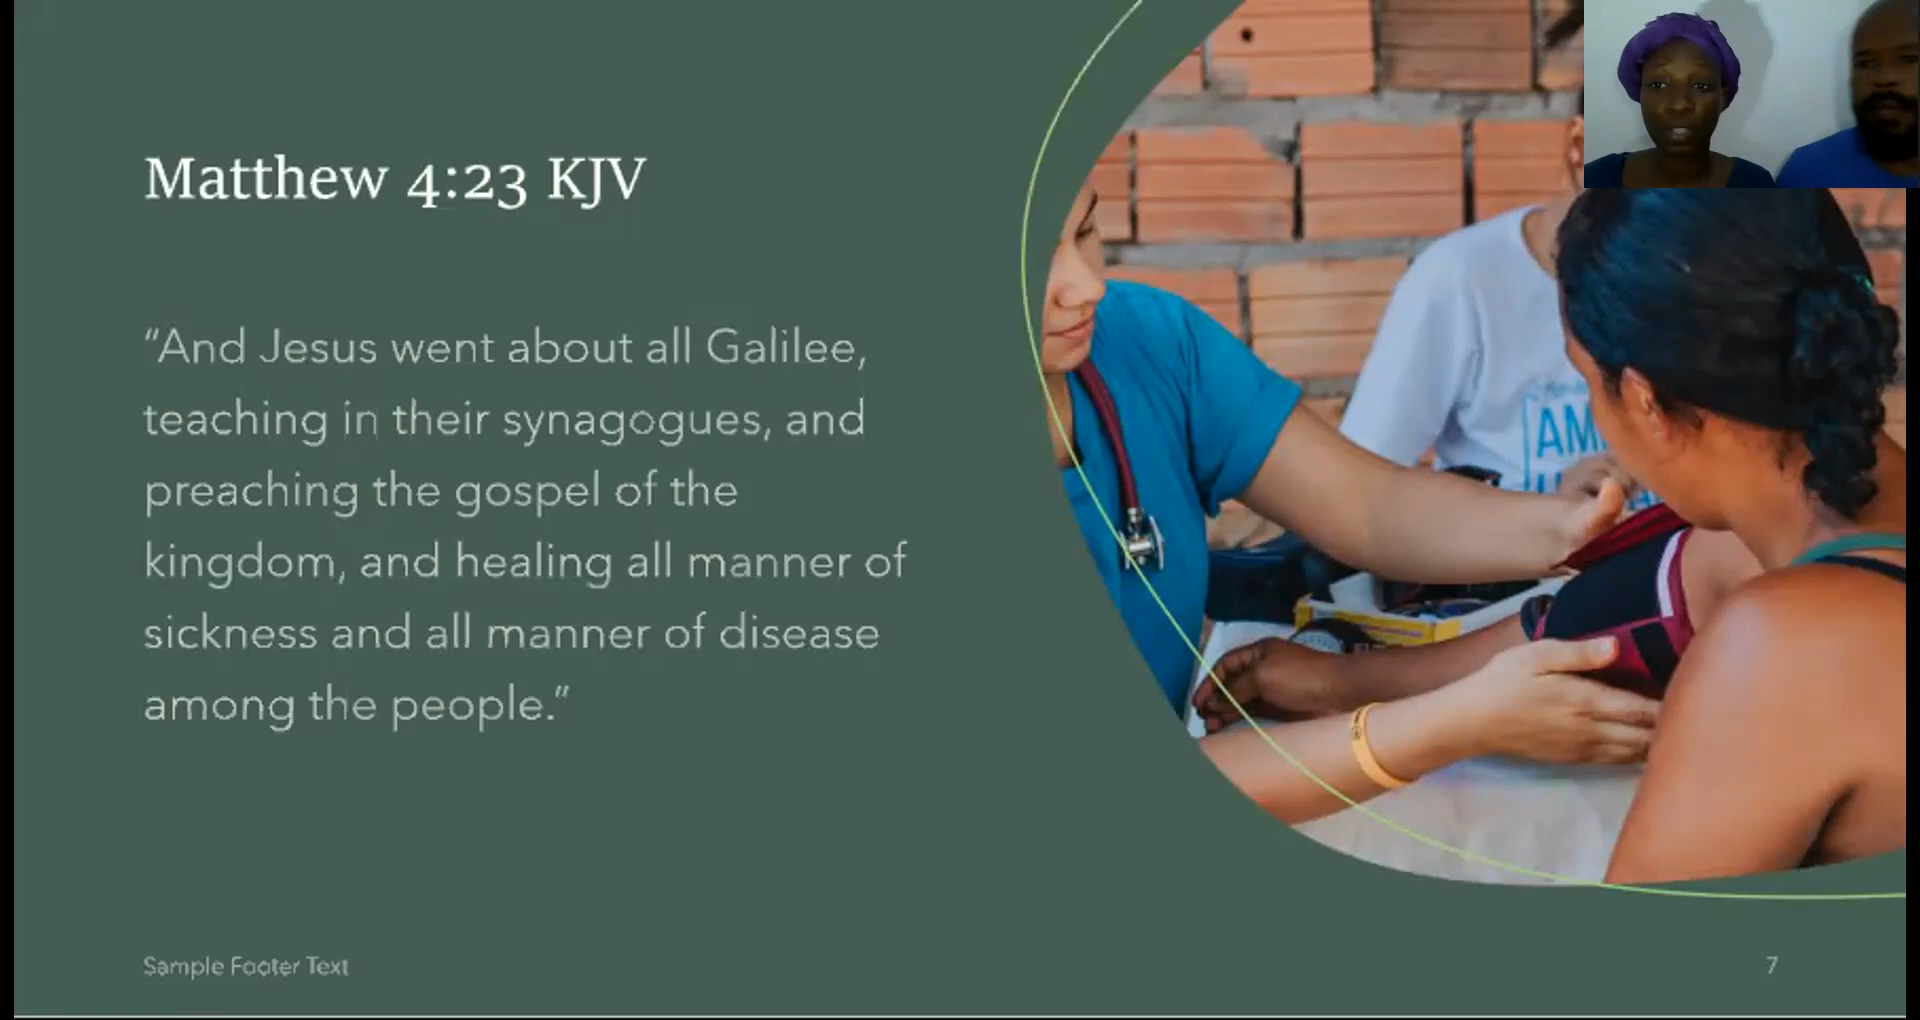 Matthew 4:23 KJV
“And Jesus went about all Galilee,
teaching in their synagogues, and
preaching the gospel of the
kingdom, and healing all manner of
sickness and all manner of disease
among the people.”
AM
Sample Footer Text
7